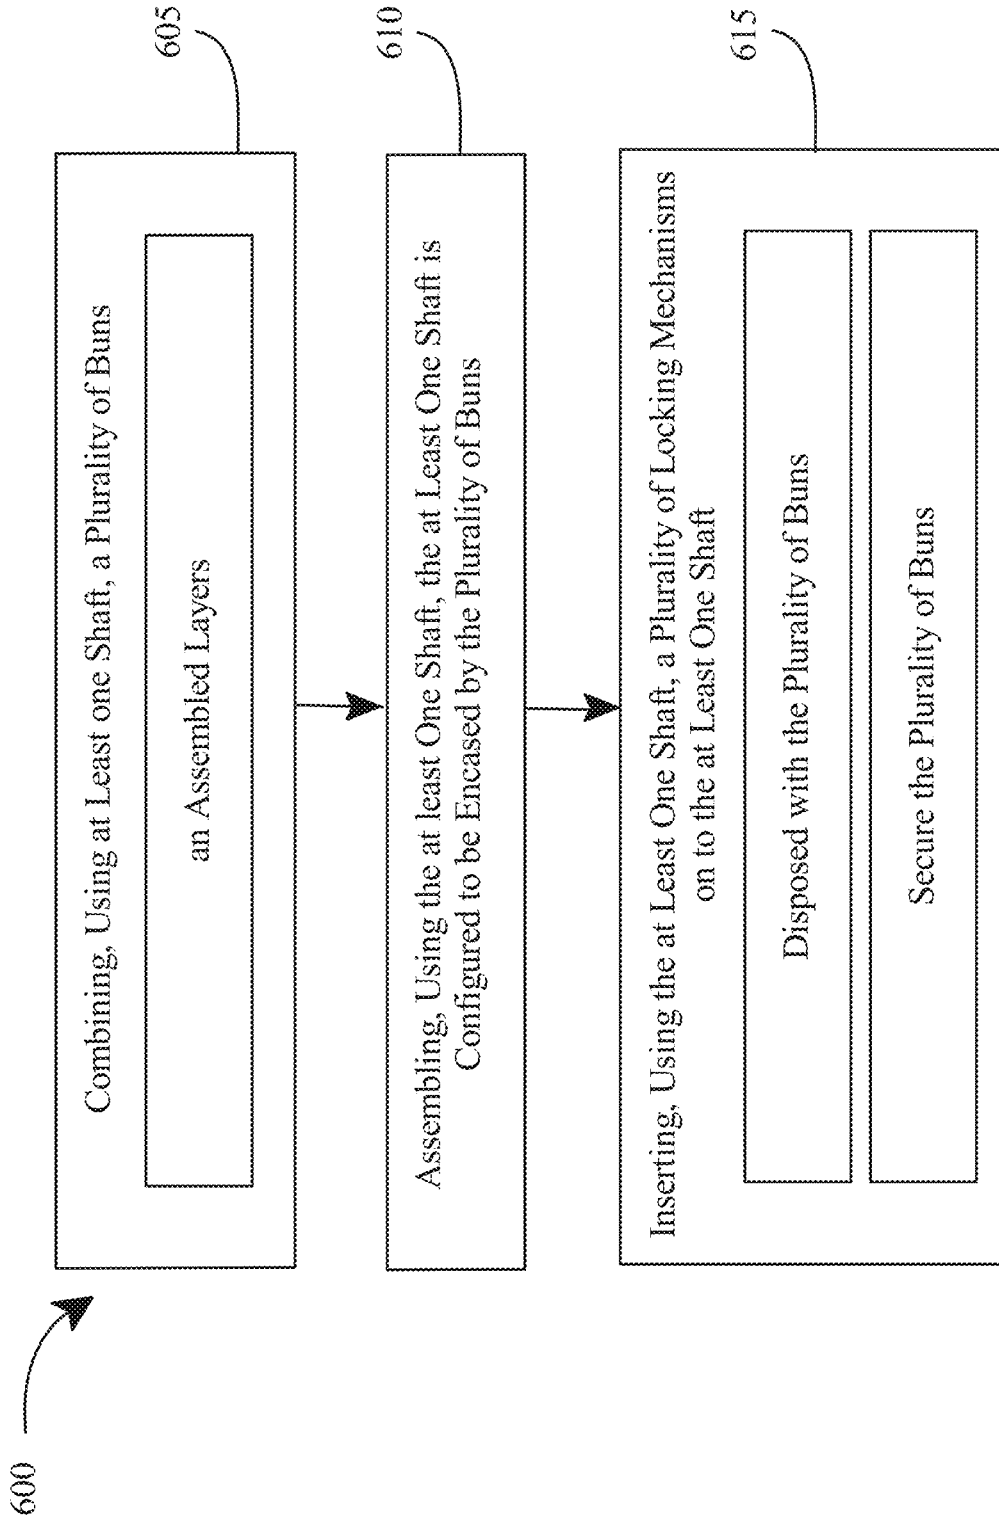 600
605
Combining, Using at Least one Shaft, a Plurality of Buns
an Assembled Layers
610
Assembling, Using the at least One Shaft, the at Least One Shaft is
Configured to be Encased by the Plurality of Buns
615
Inserting, Using the at Least One Shaft, a Plurality of Locking Mechanisms
on to the at Least One Shaft
Disposed with the Plurality of Buns
Secure the Plurality of Buns